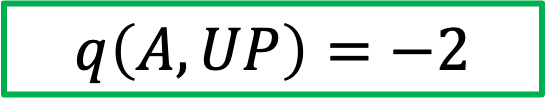 q(A, UP) = −2